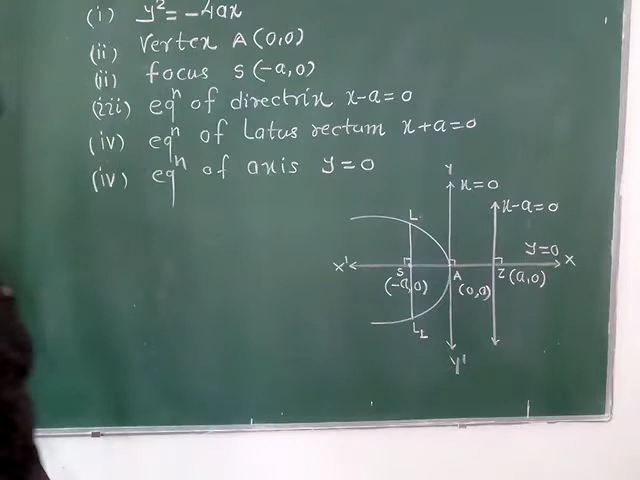 (i) y² = -4ax
(ii) Vertex A(0,0)
(ii) focus S(-a,0)
(iii) eqⁿ of directrix x-a=0
(iv) eqⁿ of Latus rectum x+a=0
(iv) eqⁿ of axis y=0
Y
x=0
L
x-a=0
y=0
X'
S
A
Z
X
(-a,0)
(0,0)
(a,0)
L
L
Y'